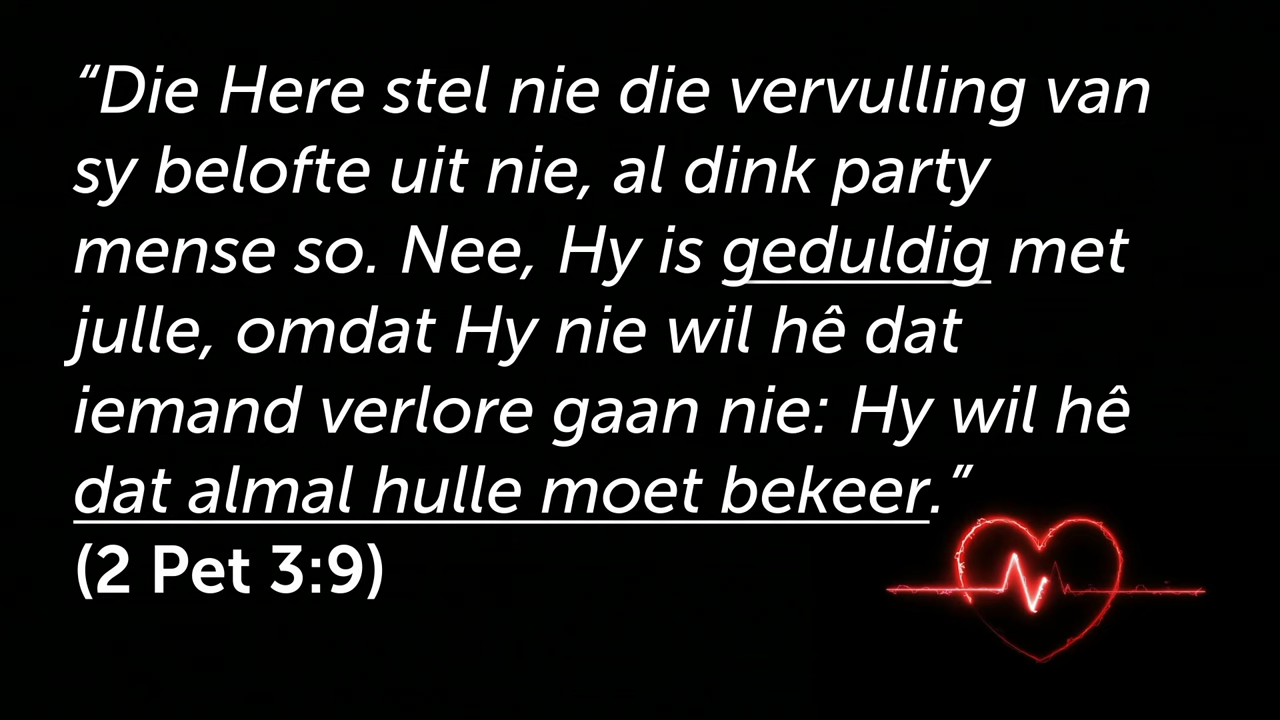 “Die Here stel nie die vervulling van
sy belofte uit nie, al dink party
mense so. Nee, Hy is geduldig met
julle, omdat Hy nie wil hê dat
iemand verlore gaan nie: Hy wil hê
dat almal hulle moet bekeer.”
(2 Pet 3:9)